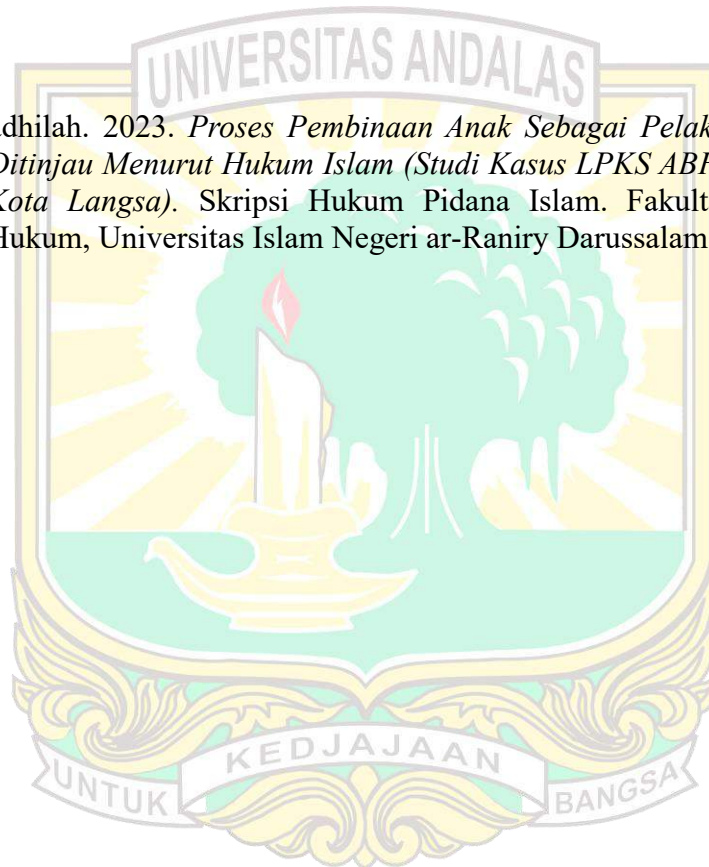 UNIVERSITAS ANDALAS
adhilah. 2023. Proses Pembinaan Anak Sebagai Pelak
Ditinjau Menurut Hukum Islam (Studi Kasus LPKS ABH
Kota Langsa). Skripsi Hukum Pidana Islam. Fakult
Hukum, Universitas Islam Negeri ar-Raniry Darussalam
UNTUK KEDJAJAAN BANGSA